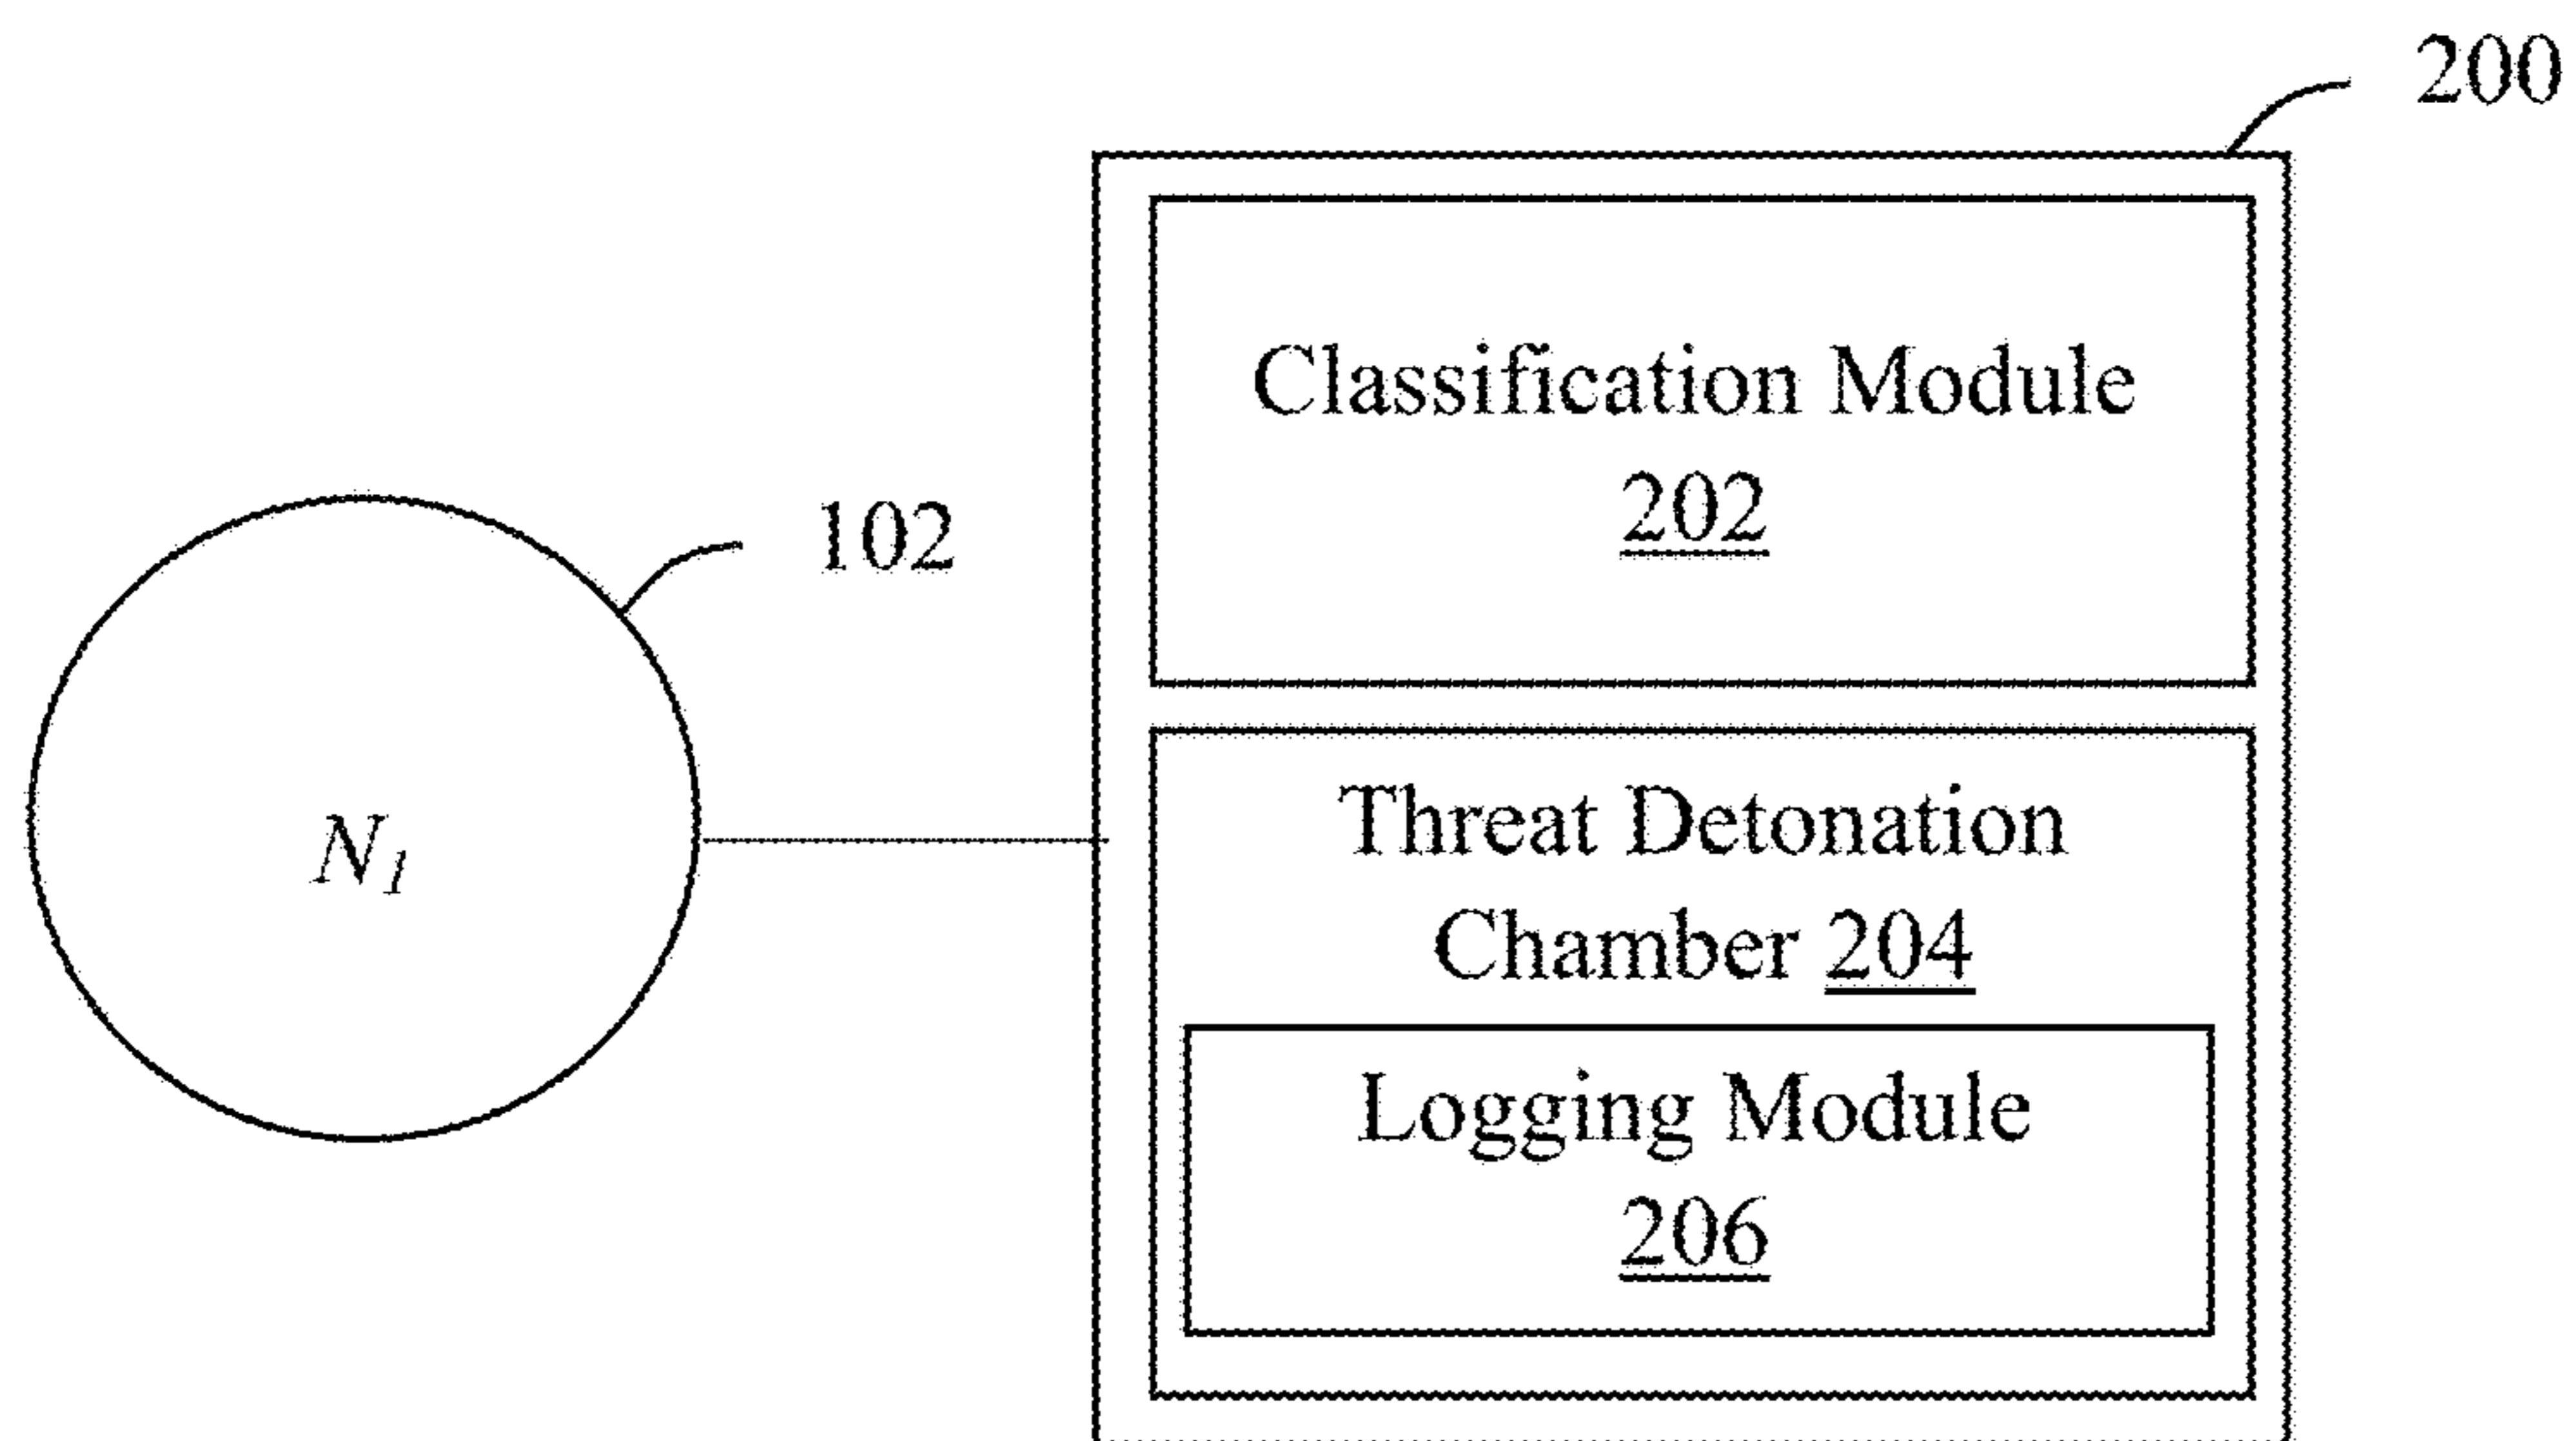 200
Classification Module
202
102
N1
Threat Detonation
Chamber 204
Logging Module
206